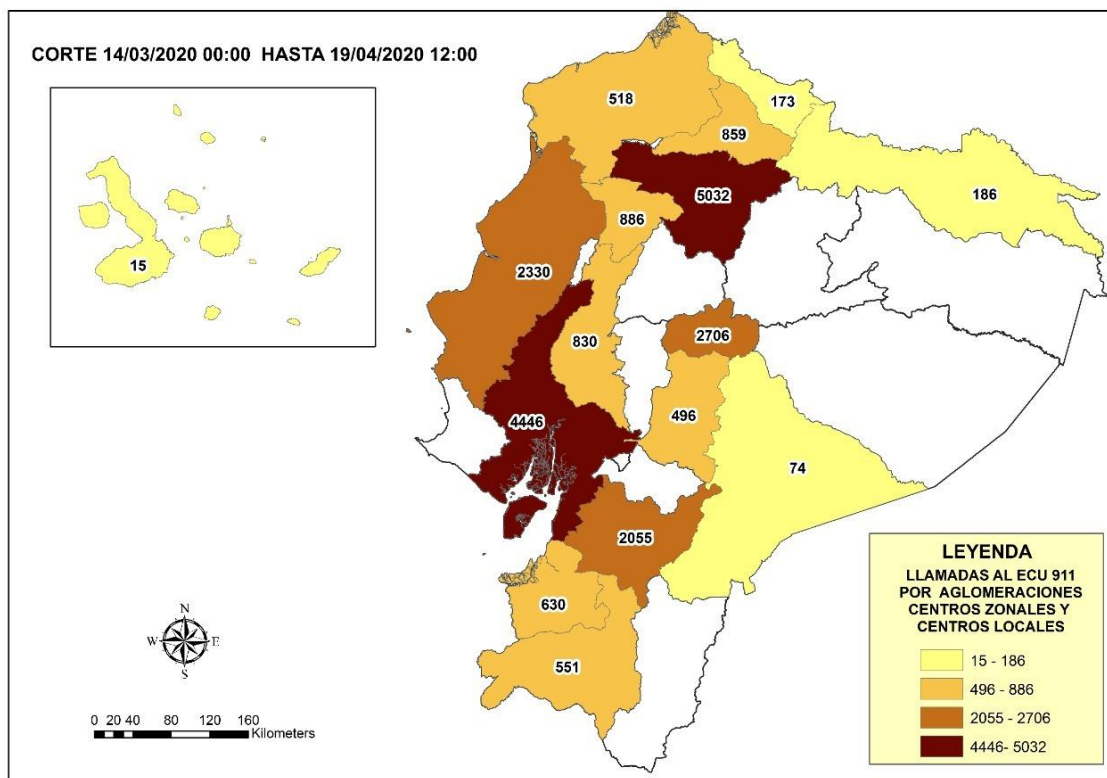 CORTE 14/03/2020 00:00 HASTA 19/04/2020 12:00
518
173
859
186
5032
886
15
2330
2706
830
496
4446
74
2055
630
551
LEYENDA
LLAMADAS AL ECU 911
POR AGLOMERACIONES
CENTROS ZONALES Y
CENTROS LOCALES
15 - 186
496 - 886
2055 - 2706
4446- 5032
N
W E
S
0 20 40 80 120 160
Kilometers